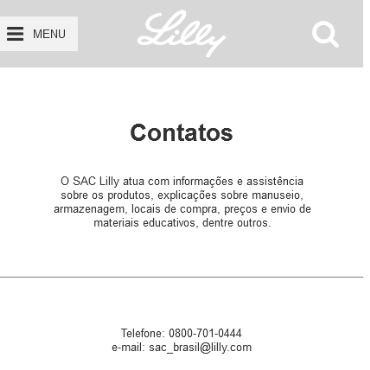 MENU
Lilly
Contatos
O SAC Lilly atua com informações e assistência
sobre os produtos, explicações sobre manuseio,
armazenagem, locais de compra, preços e envio de
materiais educativos, dentre outros.
Telefone: 0800-701-0444
e-mail: sac_brasil@lilly.com